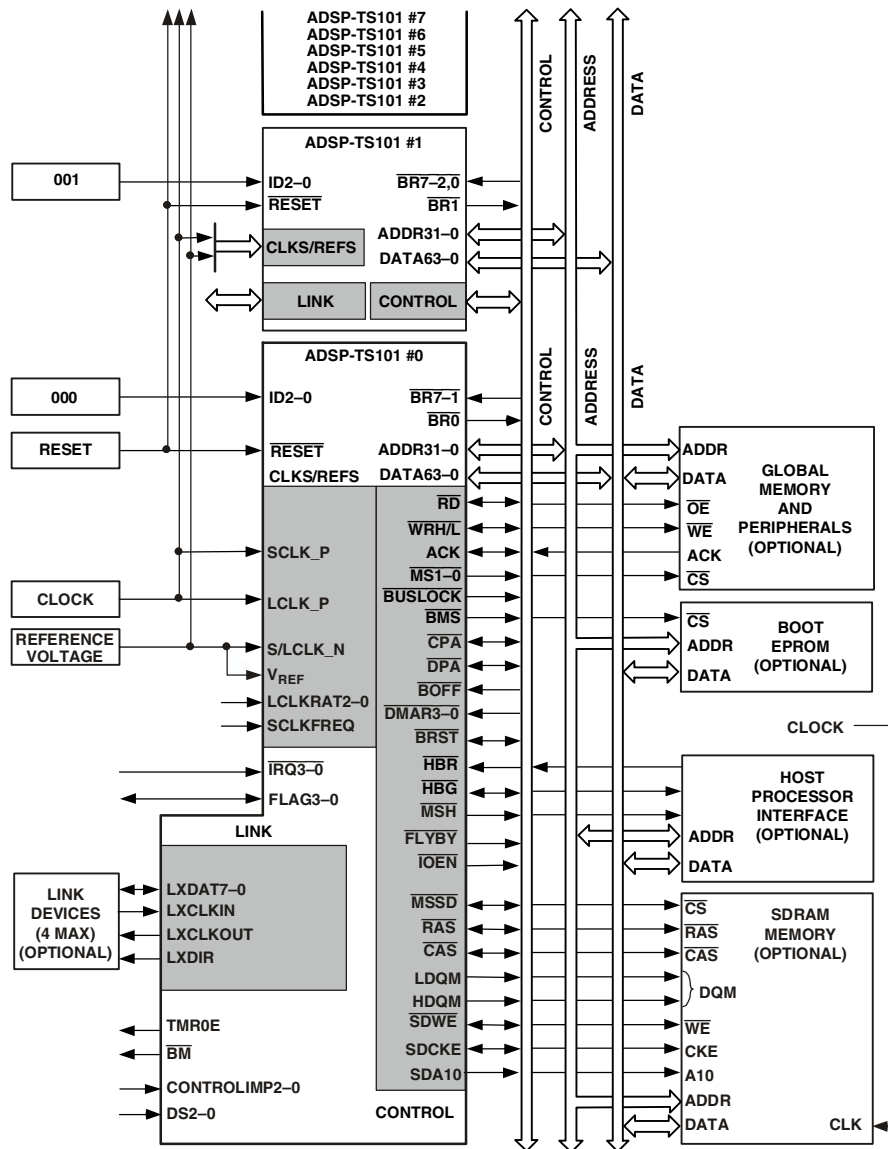 ADSP-TS101 #7
ADSP-TS101 #6
ADSP-TS101 #5
ADSP-TS101 #4
ADSP-TS101 #3
ADSP-TS101 #2
CONTROL
ADDRESS
DATA
ADSP-TS101 #1
001
ID2–0
BR7–2,0
RESET
BR1
ADDR31–0
CLKS/REFS
DATA63–0
LINK
CONTROL
ADSP-TS101 #0
CONTROL
ADDRESS
DATA
000
ID2–0
BR7–1
BR0
RESET
RESET
ADDR31–0
CLKS/REFS
DATA63–0
RD
WRH/L
SCLK_P
ACK
MS1–0
CLOCK
LCLK_P
BUSLOCK
BMS
REFERENCE
VOLTAGE
S/LCLK_N
CPA
VREF
DPA
LCLKRAT2–0
BOFF
SCLKFREQ
DMAR3–0
BRST
IRQ3–0
HBR
FLAG3–0
HBG
MSH
LINK
FLYBY
IOEN
LINK
DEVICES
(4 MAX)
(OPTIONAL)
LXDAT7–0
LXCLKIN
LXCLKOUT
LXDIR
MSSD
RAS
CAS
LDQM
HDQM
SDWE
SDCKE
SDA10
TMR0E
BM
CONTROLIMP2–0
DS2–0
CONTROL
ADDR
DATA
OE
WE
ACK
CS
GLOBAL
MEMORY
AND
PERIPHERALS
(OPTIONAL)
CS
ADDR
DATA
BOOT
EPROM
(OPTIONAL)
CLOCK
HOST
PROCESSOR
INTERFACE
(OPTIONAL)
ADDR
DATA
CS
RAS
CAS
DQM
WE
CKE
A10
ADDR
DATA
SDRAM
MEMORY
(OPTIONAL)
CLK